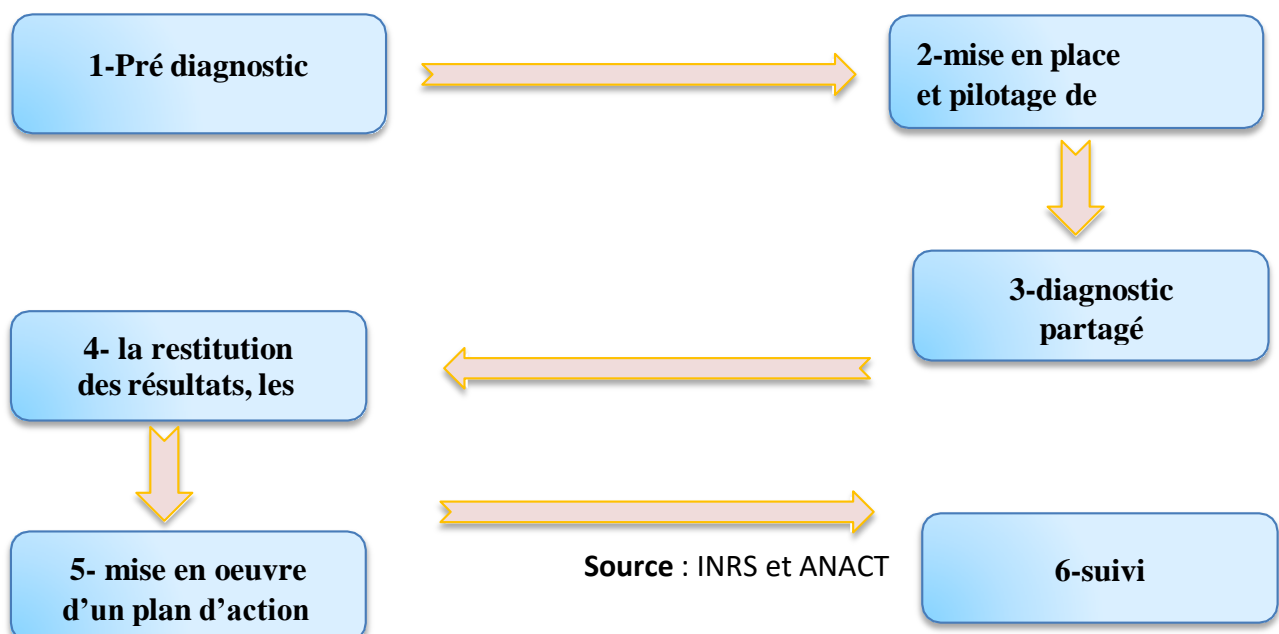 1-Pré diagnostic
2-mise en place
et pilotage de
3-diagnostic
partagé
4- la restitution
des résultats, les
5- mise en oeuvre
d’un plan d’action
Source : INRS et ANACT
6-suivi